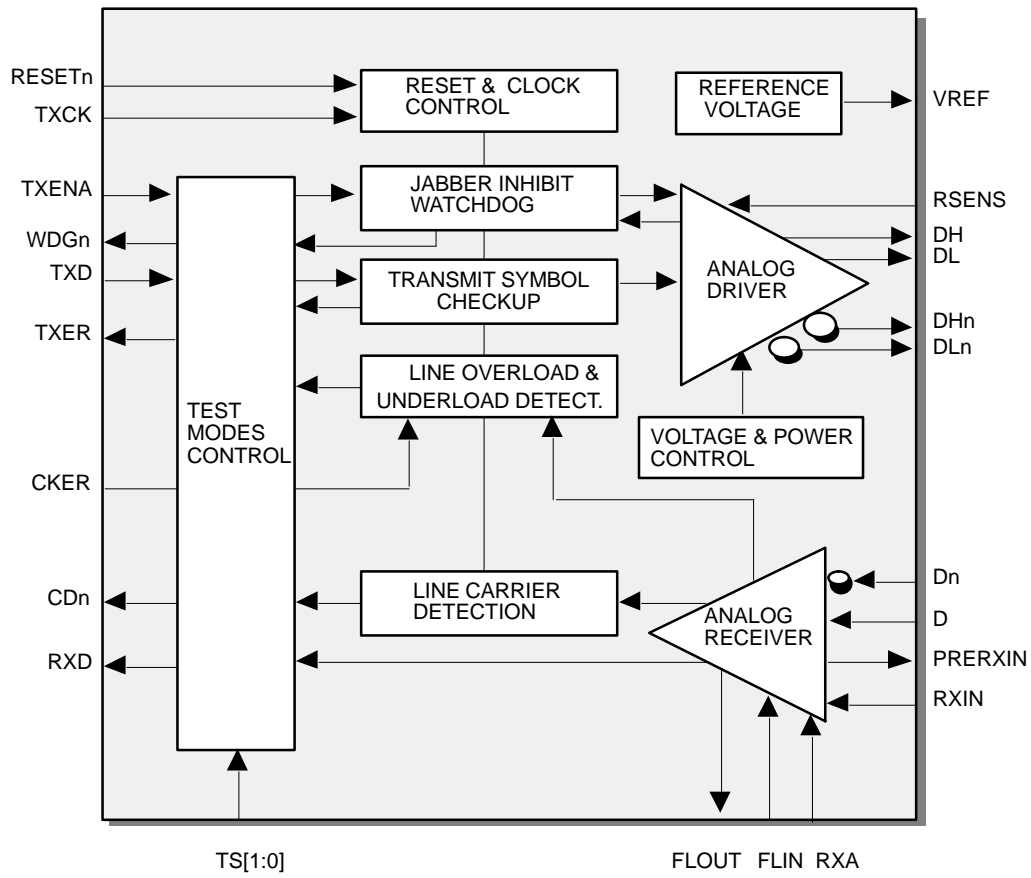 RESETn
TXCK
TXENA
WDGn
TXD
TXER
CKER
CDn
RXD
RESET & CLOCK
CONTROL
JABBER INHIBIT
WATCHDOG
TRANSMIT SYMBOL
CHECKUP
LINE OVERLOAD &
UNDERLOAD DETECT.
LINE CARRIER
DETECTION
TEST
MODES
CONTROL
REFERENCE
VOLTAGE
ANALOG
DRIVER
VOLTAGE & POWER
CONTROL
ANALOG
RECEIVER
VREF
RSENS
DH
DL
DHn
DLn
Dn
D
PRERXIN
RXIN
TS[1:0]
FLOUT FLIN RXA